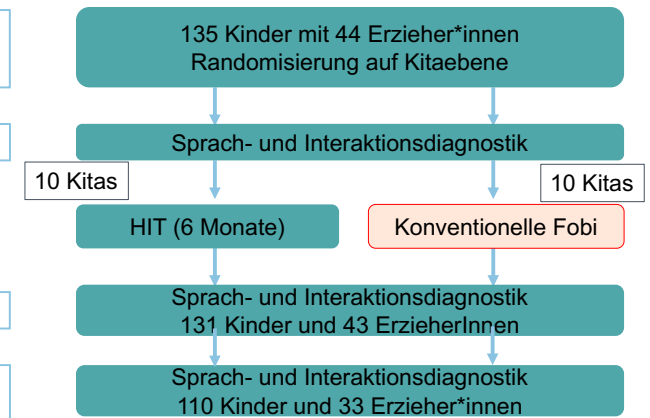 135 Kinder mit 44 Erzieher*innen
Randomisierung auf Kitaebene
Sprach- und Interaktionsdiagnostik
10 Kitas
10 Kitas
HIT (6 Monate)
Konventionelle Fobi
Sprach- und Interaktionsdiagnostik
131 Kinder und 43 ErzieherInnen
Sprach- und Interaktionsdiagnostik
110 Kinder und 33 Erzieher*innen